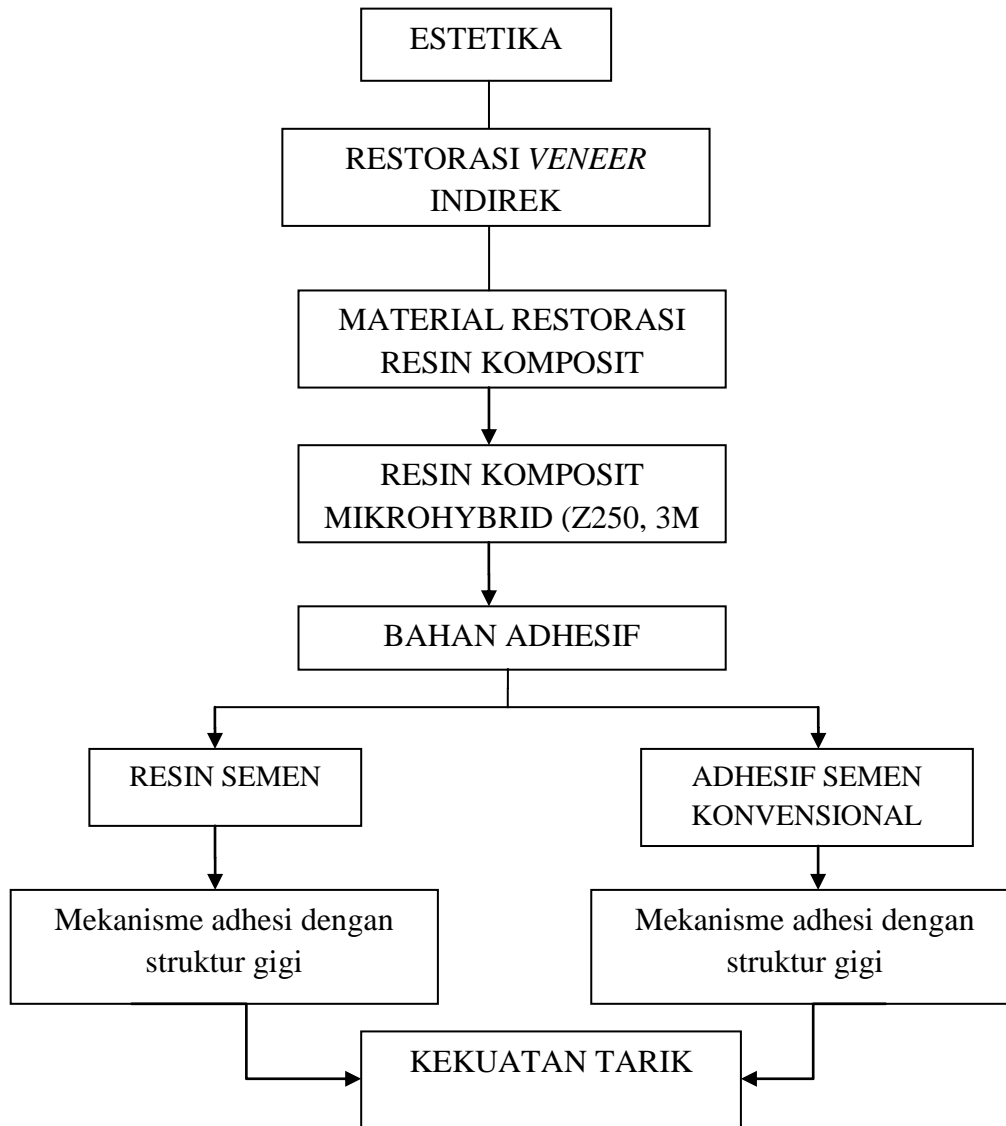 ESTETIKA
RESTORASI VENEER
INDIREK
MATERIAL RESTORASI
RESIN KOMPOSIT
RESIN KOMPOSIT
MIKROHYBRID (Z250, 3M
BAHAN ADHESIF
RESIN SEMEN
ADHESIF SEMEN
KONVENSIONAL
Mekanisme adhesi dengan
struktur gigi
Mekanisme adhesi dengan
struktur gigi
KEKUATAN TARIK